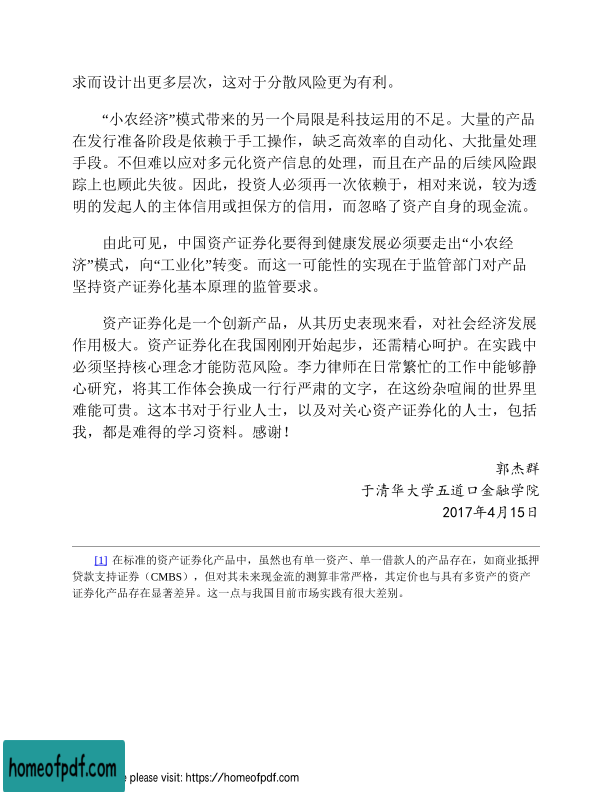 求而设计出更多层次，这对于分散风险更为有利。
“小农经济”模式带来的另一个局限是科技运用的不足。大量的产品
在发行准备阶段是依赖于手工操作，缺乏高效率的自动化、大批量处理
手段。不但难以应对多元化资产信息的处理，而且在产品的后续风险跟
踪上也顾此失彼。因此，投资人必须再一次依赖于，相对来说，较为透
明的发起人的主体信用或担保方的信用，而忽略了资产自身的现金流。
由此可见，中国资产证券化要得到健康发展必须要走出“小农经
济”模式，向“工业化”转变。而这一可能性的实现在于监管部门对产品
坚持资产证券化基本原理的监管要求。
资产证券化是一个创新产品，从其历史表现来看，对社会经济发展
作用极大。资产证券化在我国刚刚开始起步，还需精心呵护。在实践中
必须坚持核心理念才能防范风险。李力律师在日常繁忙的工作中能够静
心研究，将其工作体会换成一行行严肃的文字，在这纷杂喧闹的世界里
难能可贵。这本书对于行业人士，以及对关心资产证券化的人士，包括
我，都是难得的学习资料。感谢！
郭杰群
于清华大学五道口金融学院
2017年4月15日
[1] 在标准的资产证券化产品中，虽然也有单一资产、单一借款人的产品存在，如商业抵押
贷款支持证券（CMBS），但对其未来现金流的测算非常严格，其定价也与具有多资产的资产
证券化产品存在显著差异。这一点与我国目前市场实践有很大差别。
homeofpdf.com
please visit: https://homeofpdf.com